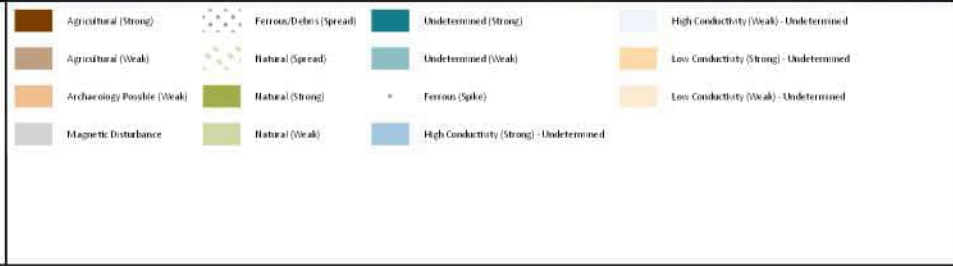 Agricultural (Strong)
Ferrous/Debris (Spread)
Undetermined (Strong)
High Conductivity (Weak) - Undetermined
Agricultural (Weak)
Natural (Spread)
Undetermined (Weak)
Low Conductivity (Strong) - Undetermined
Archaeology Possible (Weak)
Natural (Strong)
Ferrous (Spike)
Low Conductivity (Weak) - Undetermined
Magnetic Disturbance
Natural (Weak)
High Conductivity (Strong) - Undetermined